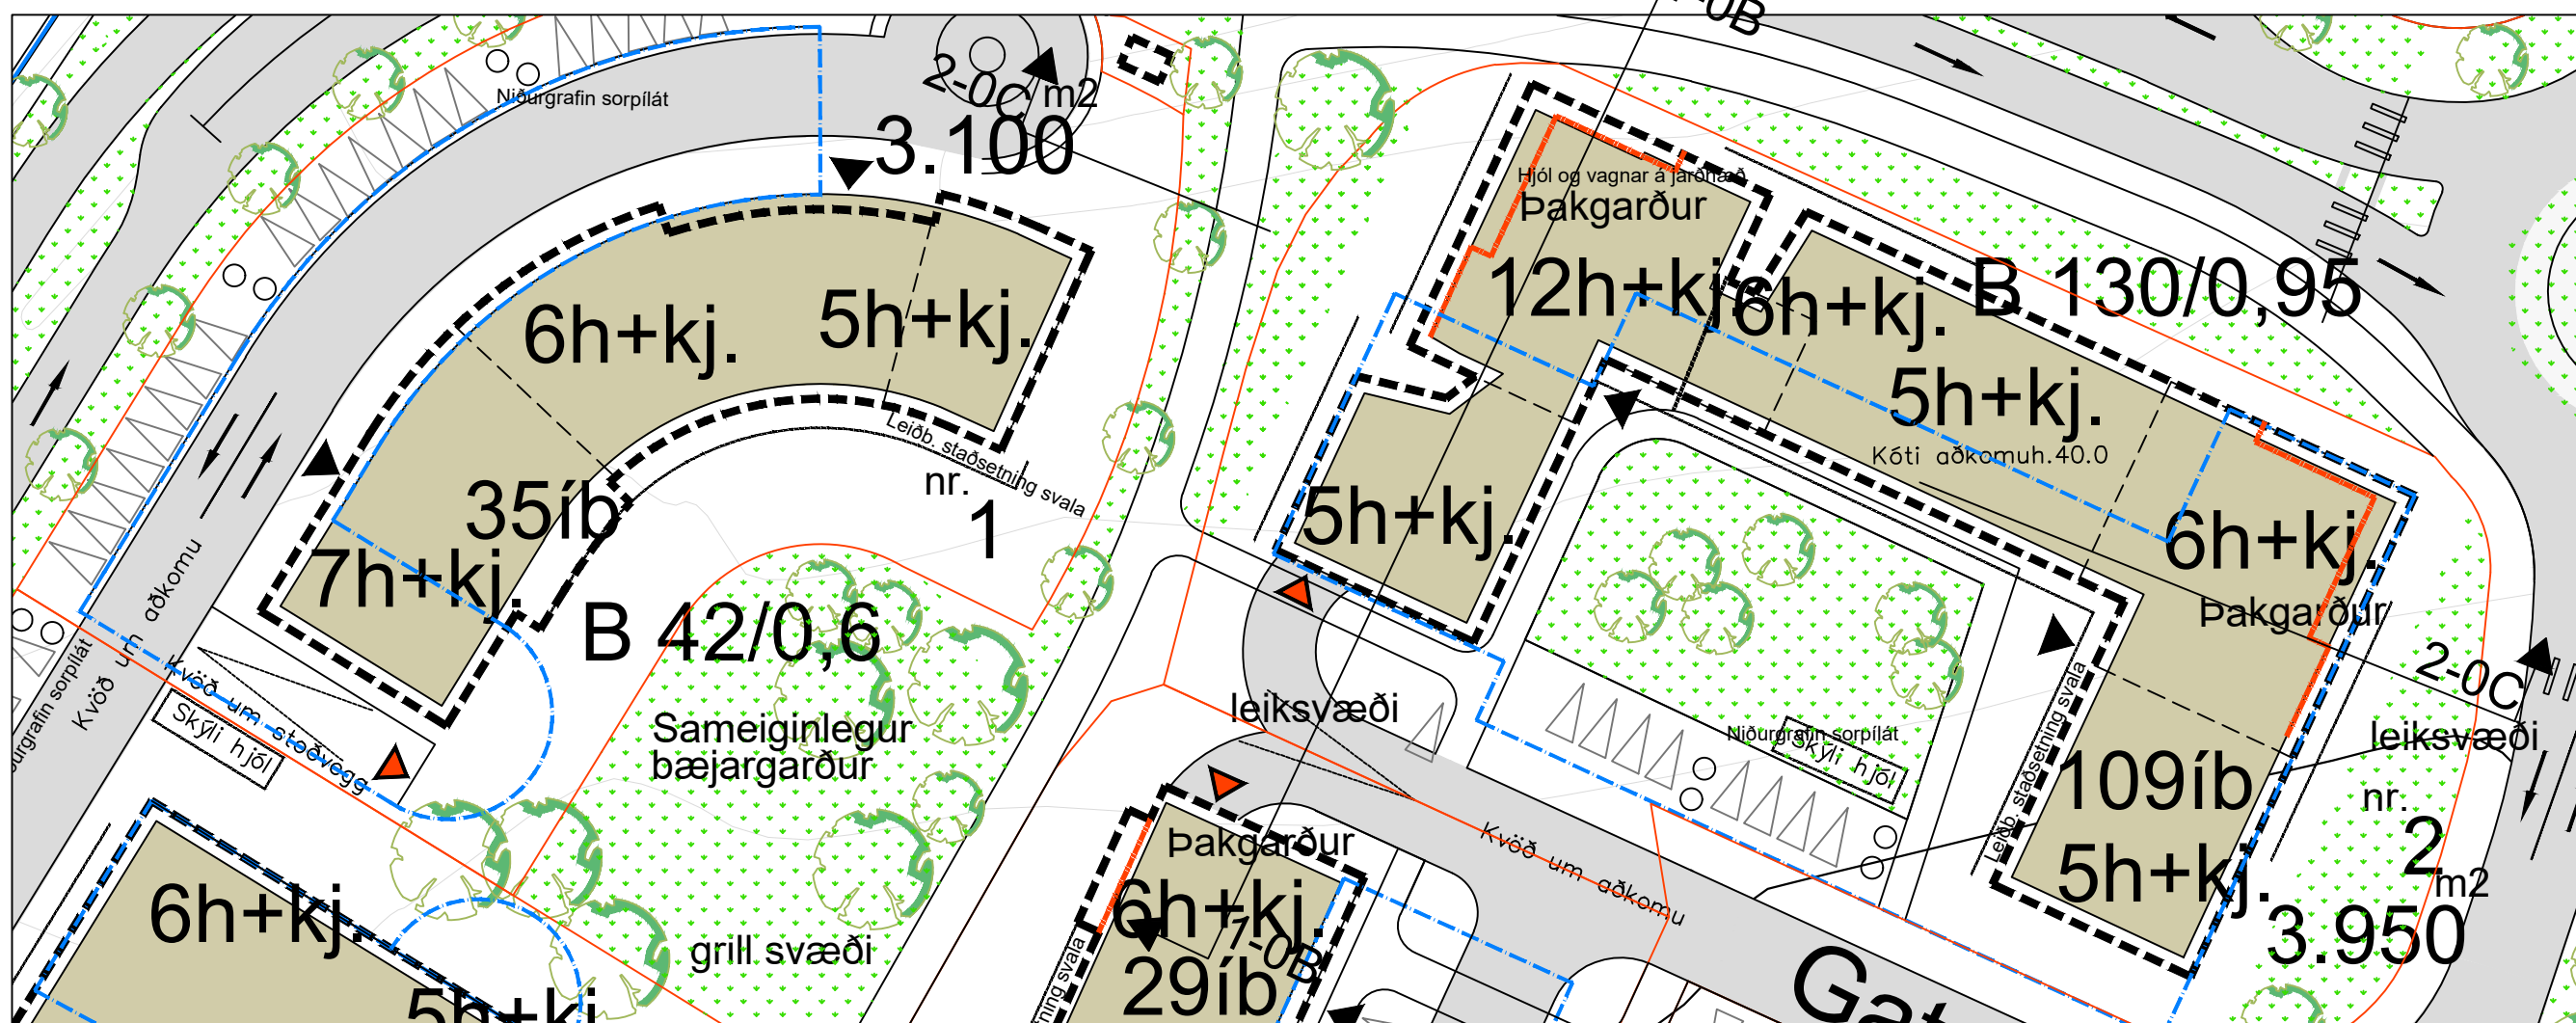 Niðurgrafin sorpílát
2-0C
m2
3.100
6h+kj.
5h+kj.
35íb
7h+kj.
Leiðb. staðsetning svala
nr.
1
B 42/0,6
Sameiginlegur
bæjargarður
grill svæði
Kvöð um aðkomu
Kvöð um stoðvegg
Skýli hjól
6h+kj.
5h+kj.
Hjól og vagnar á jarðhæð
Þakgarður
12h+kj.
6h+kj.
B 130/0,95
5h+kj.
Kóti aðkomuh.40.0
5h+kj.
6h+kj.
Þakgarður
2-0C
leiksvæði
leiksvæði
Niðurgrafin sorpílát
Skýli hjól
Leiðb. staðsetning svala
109íb
5h+kj.
nr.
2
m2
3.950
Kvöð um aðkomu
Þakgarður
6h+kj.
1-0B
29íb